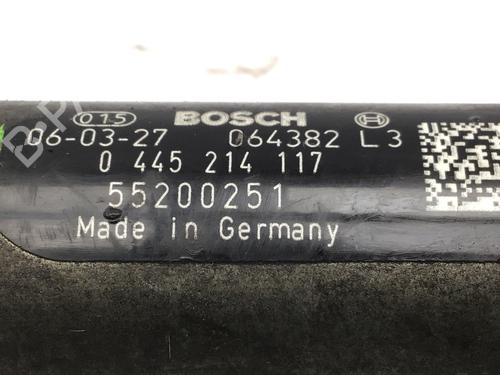 015 BOSCH
06-03-27 064382 L3
0 445 214 117
55200251
Made in Germany